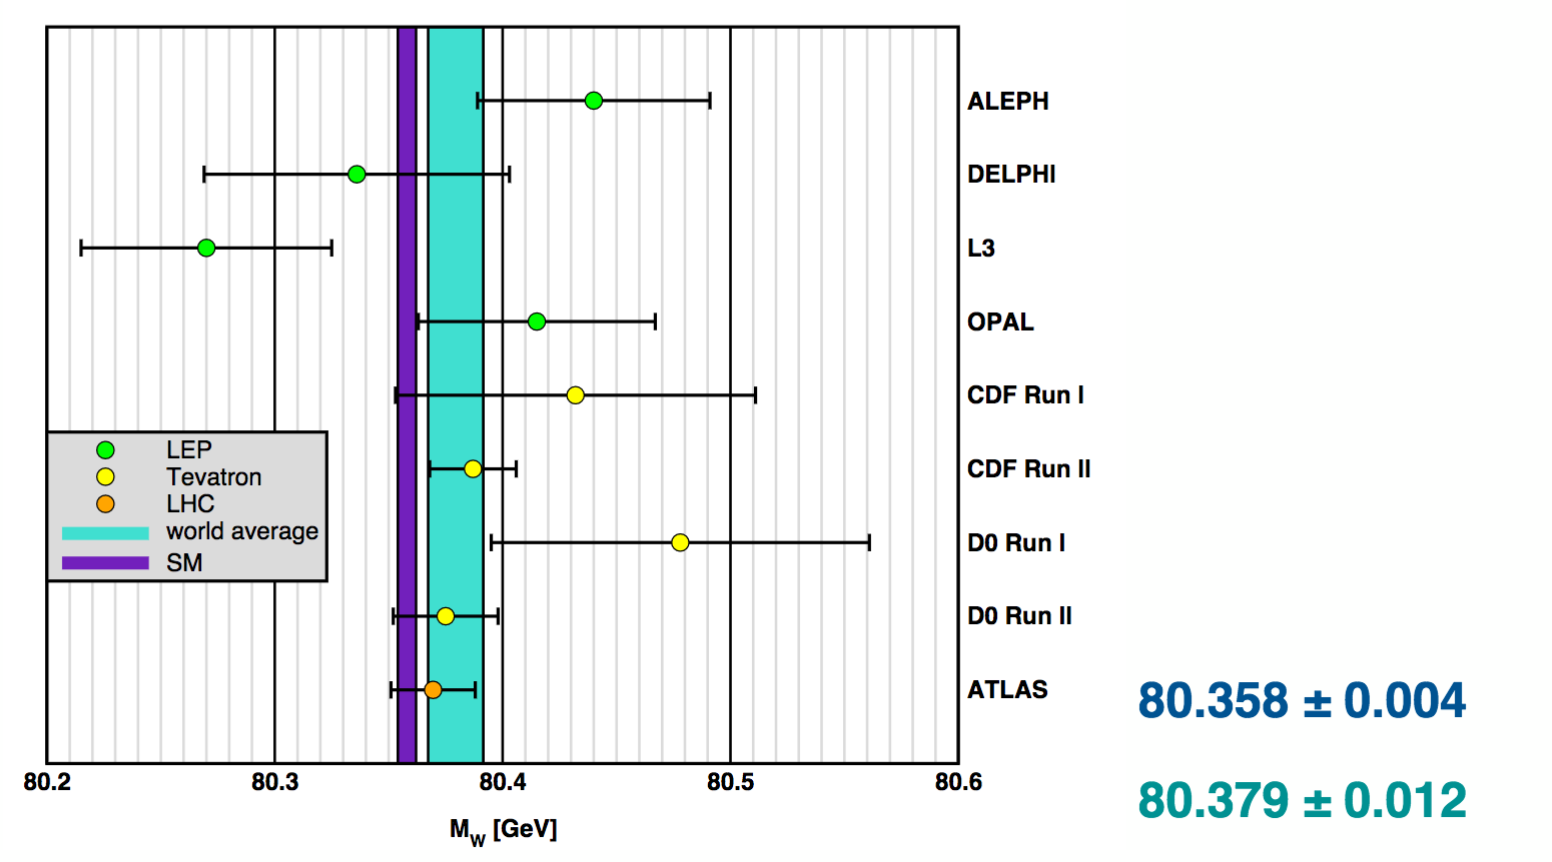 ALEPH
DELPHI
L3
OPAL
CDF Run I
CDF Run II
D0 Run I
D0 Run II
ATLAS
LEP
Tevatron
LHC
world average
SM
80.2 80.3 80.4 80.5 80.6
MW [GeV]
80.358 ± 0.004
80.379 ± 0.012